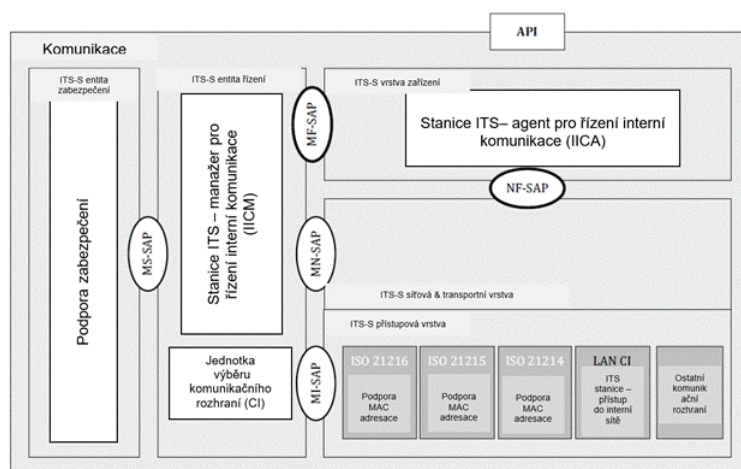 API
Komunikace
ITS-S entita
zabezpečení
ITS-S entita řízení
ITS-S vrstva zařízení
Podpora zabezpečení
MS-SAP
Stanice ITS – manažer pro
řízení interní komunikace
(IICM)
MF-SAP
Stanice ITS– agent pro řízení interní
komunikace (IICA)
NF-SAP
MN-SAP
ITS-S síťová & transportní vrstva
ITS-S přístupová vrstva
Jednotka
výběru
komunikačního
rozhraní (CI)
MI-SAP
ISO 21216
Podpora
MAC
adresace
ISO 21215
Podpora
MAC
adresace
ISO 21214
Podpora
MAC
adresace
LAN CI
ITS
stanice –
přístup
do interní
sítě
Ostatní
komunik
ační
rozhraní